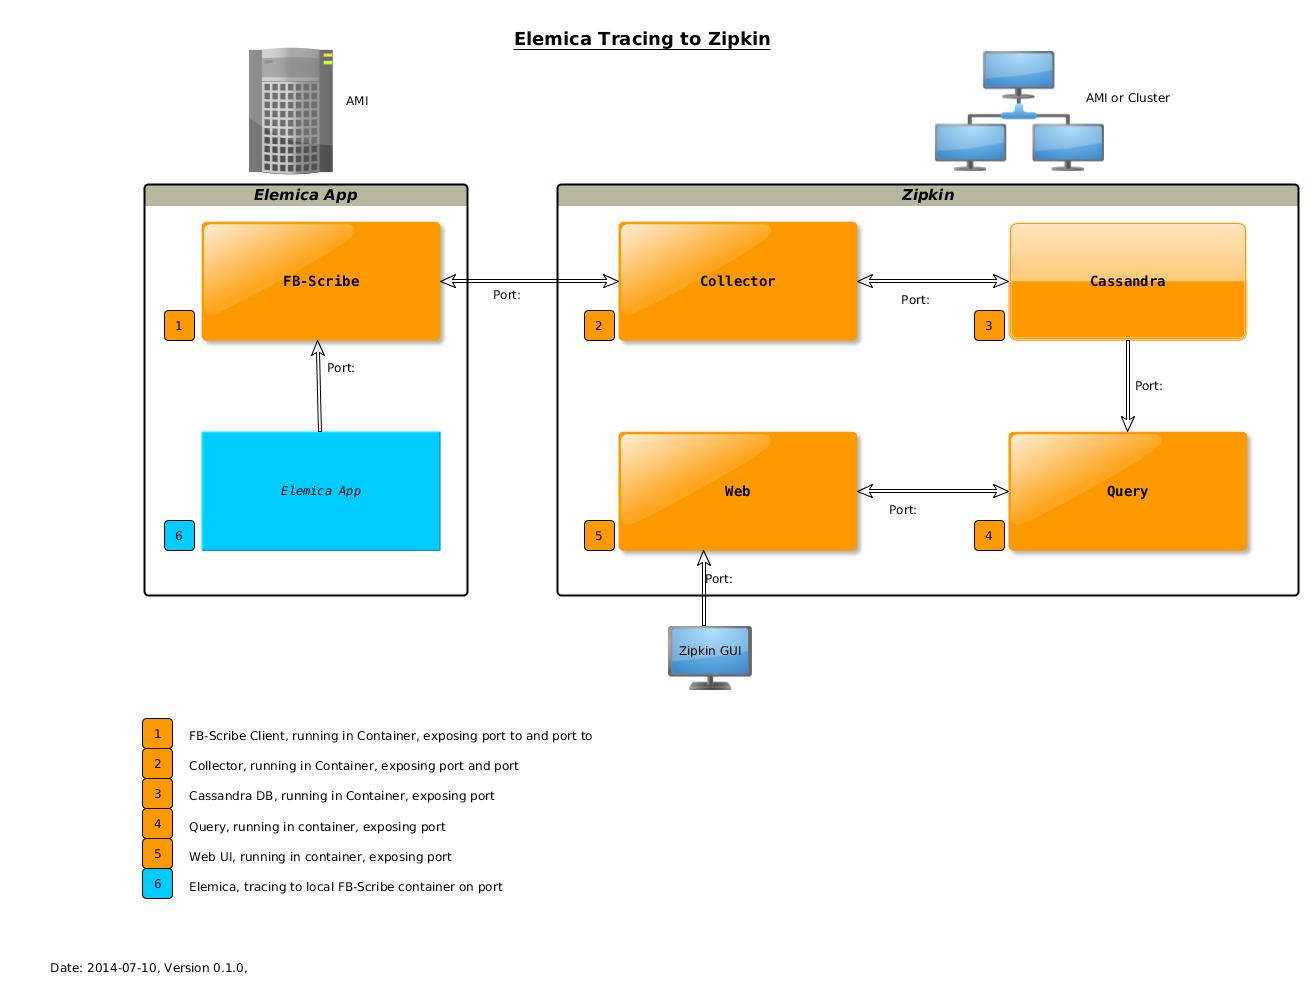 Elemica Tracing to Zipkin
AMI
AMI or Cluster
Elemica App
Zipkin
FB-Scribe
Collector
Cassandra
Port:
Port:
1
2
3
Port:
Port:
Elemica App
Web
Query
Port:
6
5
4
Port:
Zipkin GUI
1 FB-Scribe Client, running in Container, exposing port to and port to
2 Collector, running in Container, exposing port and port
3 Cassandra DB, running in Container, exposing port
4 Query, running in container, exposing port
5 Web UI, running in container, exposing port
6 Elemica, tracing to local FB-Scribe container on port
Date: 2014-07-10, Version 0.1.0,